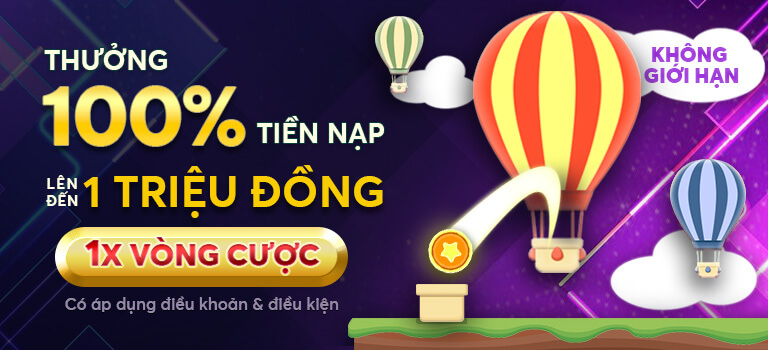 THƯỞNG
100% TIỀN NẠP
LÊN ĐẾN 1 TRIỆU ĐỒNG
1X VÒNG CƯỢC
Có áp dụng điều khoản & điều kiện
KHÔNG
GIỚI HẠN